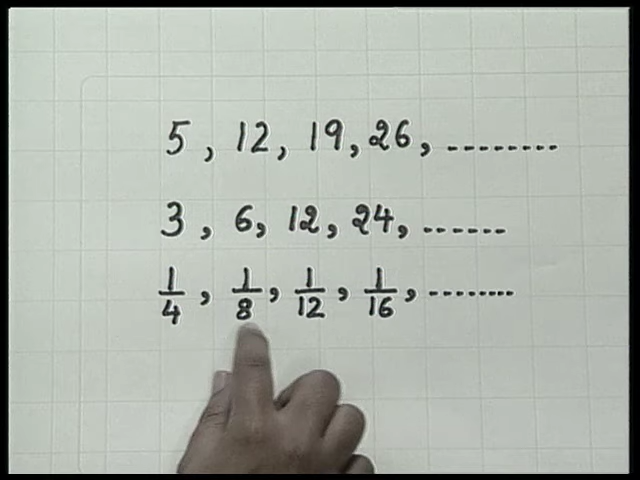 5, 12, 19, 26, ........
3, 6, 12, 24, ......
1/4, 1/8, 1/12, 1/16, ........